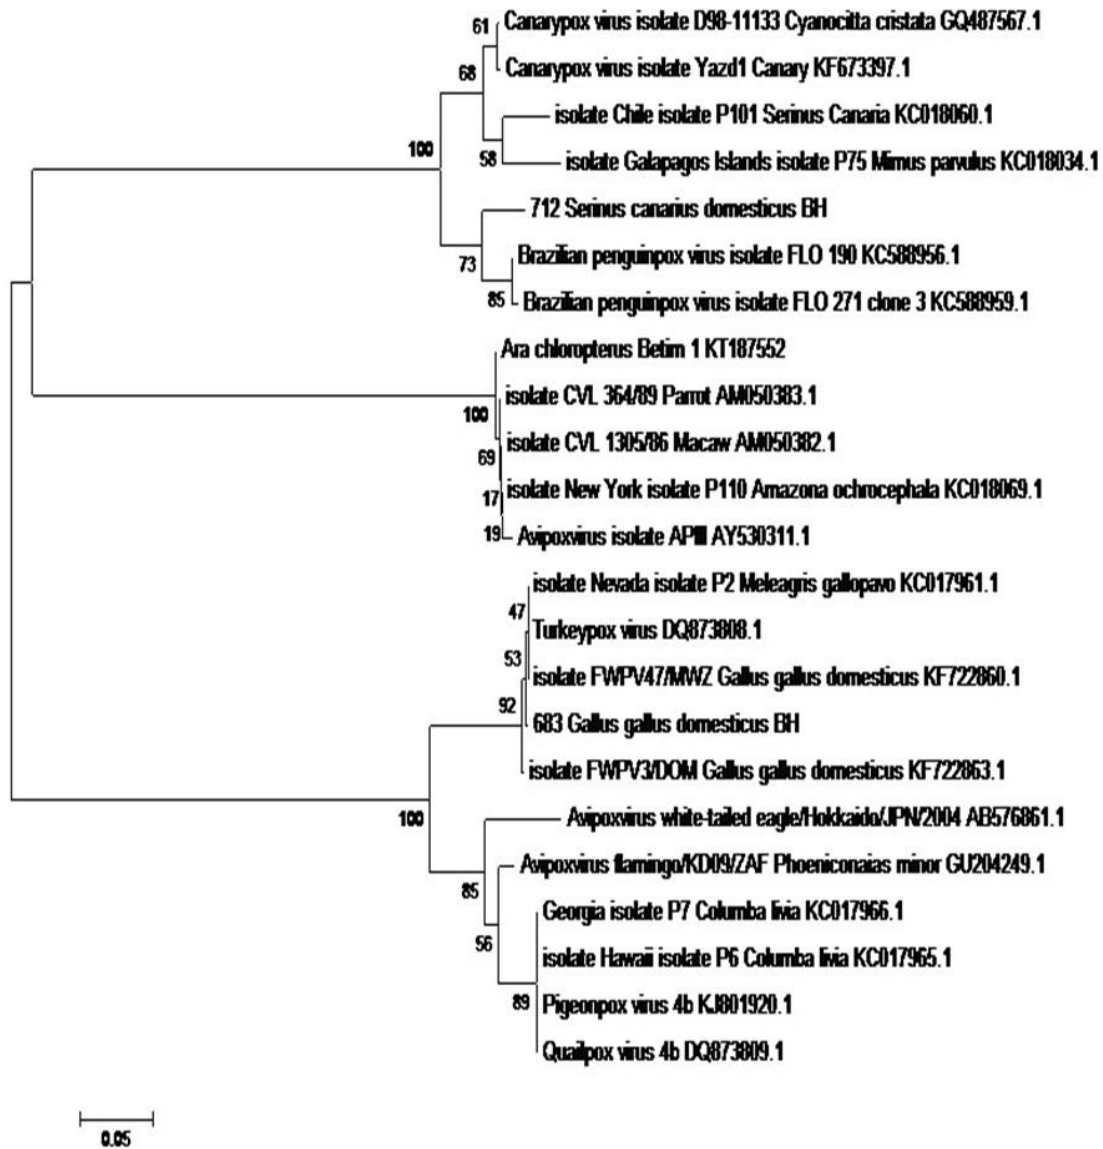 61
Canarypox virus isolate D98-11133 Cyanocitta cristata GQ487567.1
68
Canarypox virus isolate Yazd1 Canary KF673397.1
isolate Chile isolate P101 Serinus Canaria KC018060.1
100
58
isolate Galapagos Islands isolate P75 Mimus parvulus KC018034.1
712 Serinus canarius domesticus BH
73
Brazilian penguinpox virus isolate FLO 190 KC588956.1
85
Brazilian penguinpox virus isolate FLO 271 clone 3 KC588959.1
Ara chloropterus Betim 1 KT187552
isolate CVL 364/89 Parrot AM050383.1
100
isolate CVL 1305/86 Macaw AM050382.1
69
isolate New York isolate P110 Amazona ochrocephala KC018069.1
17
19
Avipoxvirus isolate APIII AY530311.1
isolate Nevada isolate P2 Meleagris gallopavo KC017961.1
47
Turkeypox virus DQ873808.1
53
isolate FWPV47/MWZ Gallus gallus domesticus KF722860.1
92
683 Gallus gallus domesticus BH
isolate FWPV3/DOM Gallus gallus domesticus KF722863.1
100
Avipoxvirus white-tailed eagle/Hokkaido/JPN/2004 AB576861.1
Avipoxvirus flamingo/KD09/ZAF Phoeniconaias minor GU204249.1
85
Georgia isolate P7 Columba livia KC017966.1
56
isolate Hawaii isolate P6 Columba livia KC017965.1
89
Pigeonpox virus 4b KJ801920.1
Quailpox virus 4b DQ873809.1
0.05